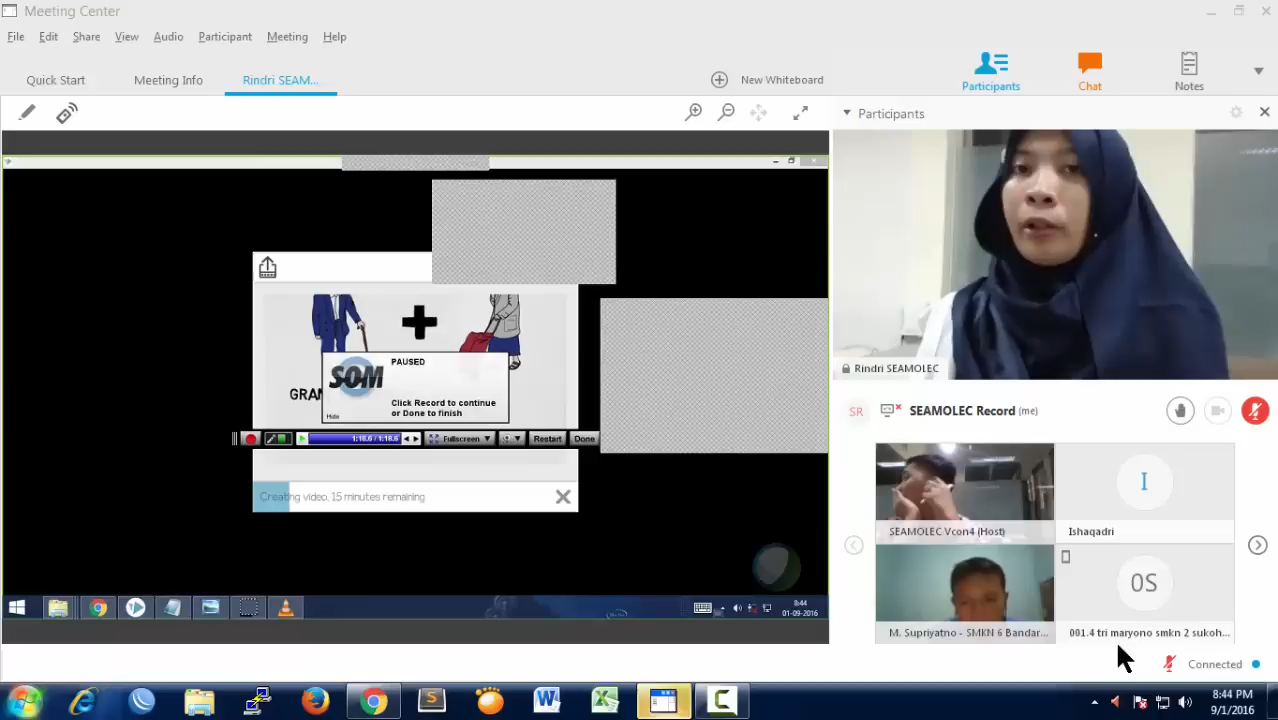 Meeting Center
File Edit Share View Audio Participant Meeting Help
Quick Start Meeting Info Rindri SEAM... New Whiteboard Participants Chat Notes
Participants
Rindri SEAMOLEC
SR SEAMOLEC Record (me)
SEAMOLEC Vcon4 (Host)
I
Ishaqadri
M. Supriyatno - SMKN 6 Bandar...
0S
001.4 tri maryono smkn 2 sukoh...
Connected
GRAN
SOM
PAUSED
Click Record to continue
or Done to finish
Hide
1:18.6 / 1:18.6 Fullscreen Restart Done
Creating video, 15 minutes remaining
8:44
01-09-2016
8:44 PM
9/1/2016